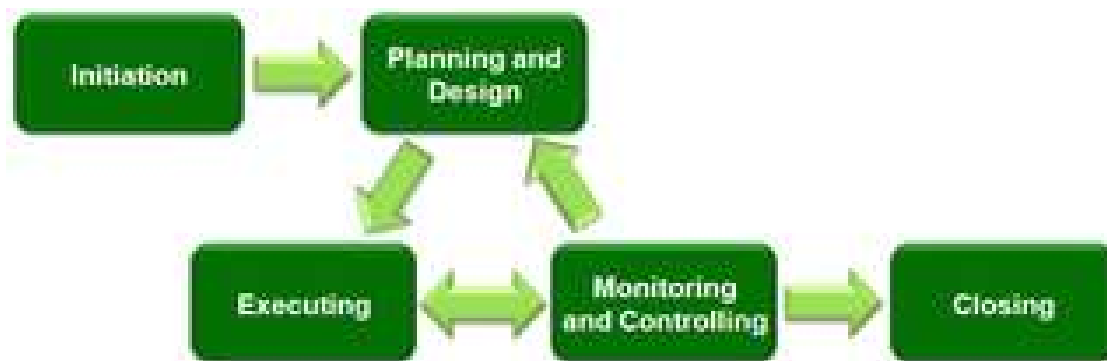 Initiation
Planning and
Design
Executing
Monitoring
and Controlling
Closing